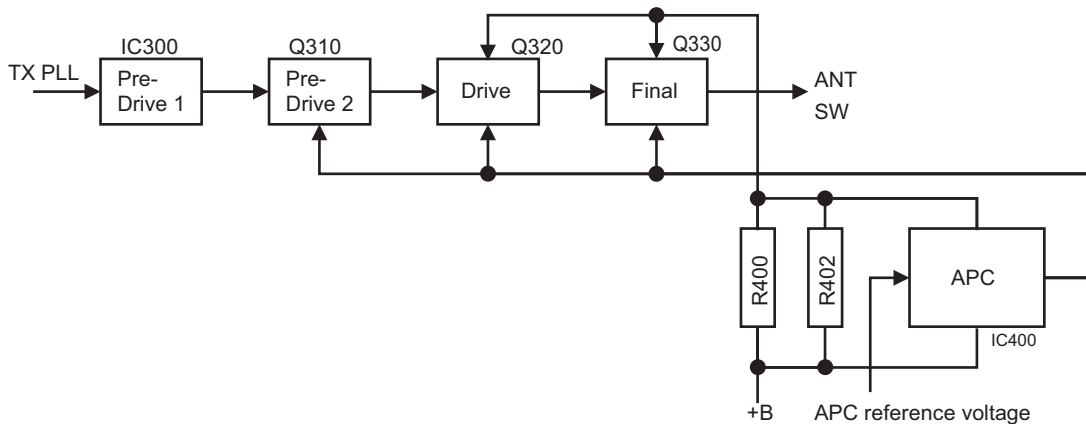 IC300
Q310
Q320
Q330
TX PLL
Pre-
Drive 1
Pre-
Drive 2
Drive
Final
ANT
SW
R400
R402
APC
IC400
+B
APC reference voltage